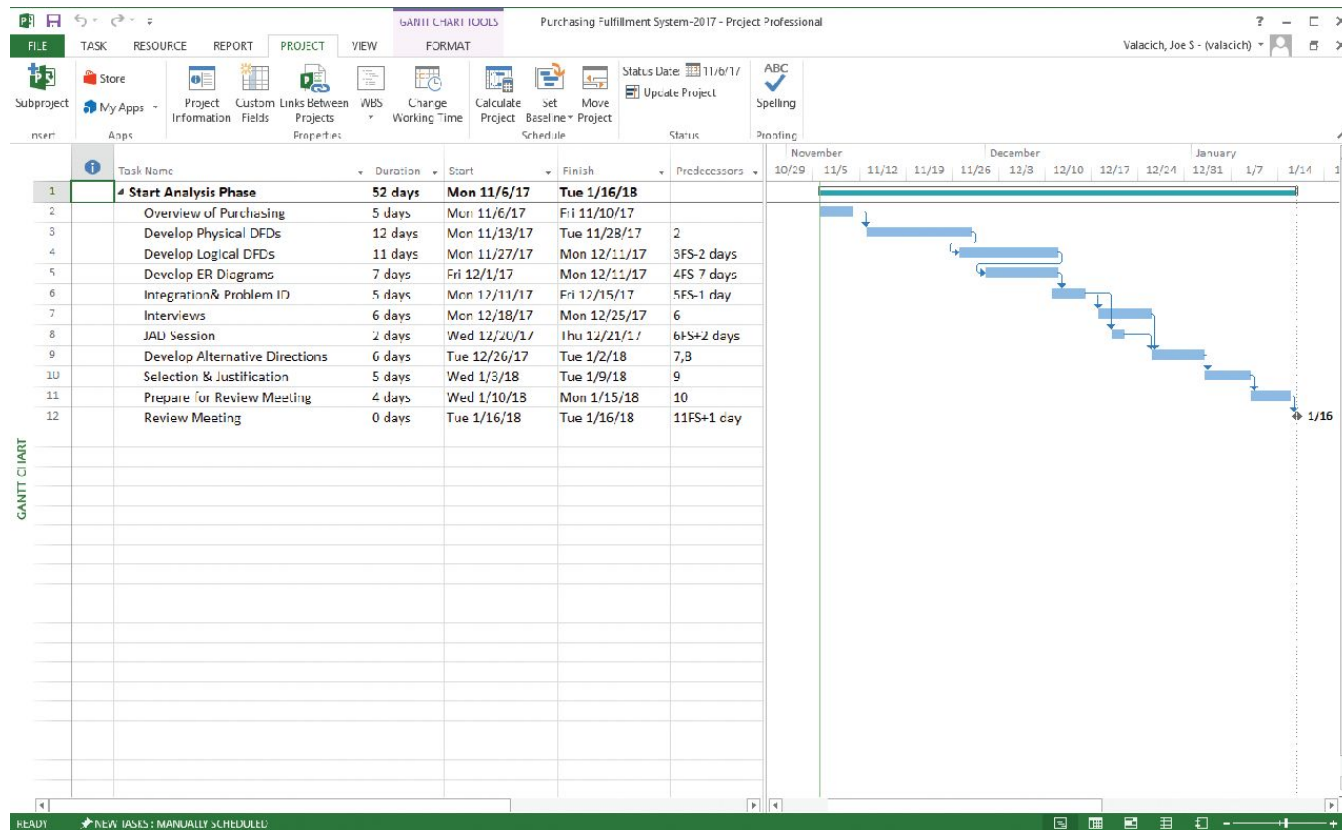 GANTT CHART TOOLS Purchasing Fulfillment System-2017 - Project Professional ?
FILE TASK RESOURCE REPORT PROJECT VIEW FORMAT Valacich, Joe S - (valacich)
Subproject
Store
My Apps
Project Information
Custom Fields
Links Between Projects
WBS
Change Working Time
Calculate Project
Set Baseline
Move Project
Status Date: 11/6/17
Update Project
ABC
Spelling
Insert Apps Properties Schedule Status Proofing
November December January
Task Name Duration Start Finish Predecessors 10/29 11/5 11/12 11/19 11/26 12/3 12/10 12/17 12/24 12/31 1/7 1/14 1
1 Start Analysis Phase 52 days Mon 11/6/17 Tue 1/16/18
2 Overview of Purchasing 5 days Mon 11/6/17 Fri 11/10/17
3 Develop Physical DFDs 12 days Mon 11/13/17 Tue 11/28/17 2
4 Develop Logical DFDs 11 days Mon 11/27/17 Mon 12/11/17 3FS-2 days
5 Develop ER Diagrams 7 days Fri 12/1/17 Mon 12/11/17 4FS-7 days
6 Integration& Problem ID 5 days Mon 12/11/17 Fri 12/15/17 5FS-1 day
7 Interviews 6 days Mon 12/18/17 Mon 12/25/17 6
8 JAD Session 2 days Wed 12/20/17 Thu 12/21/17 6FS+2 days
9 Develop Alternative Directions 6 days Tue 12/26/17 Tue 1/2/18 7,8
10 Selection & Justification 5 days Wed 1/3/18 Tue 1/9/18 9
11 Prepare for Review Meeting 4 days Wed 1/10/18 Mon 1/15/18 10
12 Review Meeting 0 days Tue 1/16/18 Tue 1/16/18 11FS+1 day 1/16
GANTT CHART
READY NEW TASKS : MANUALLY SCHEDULED